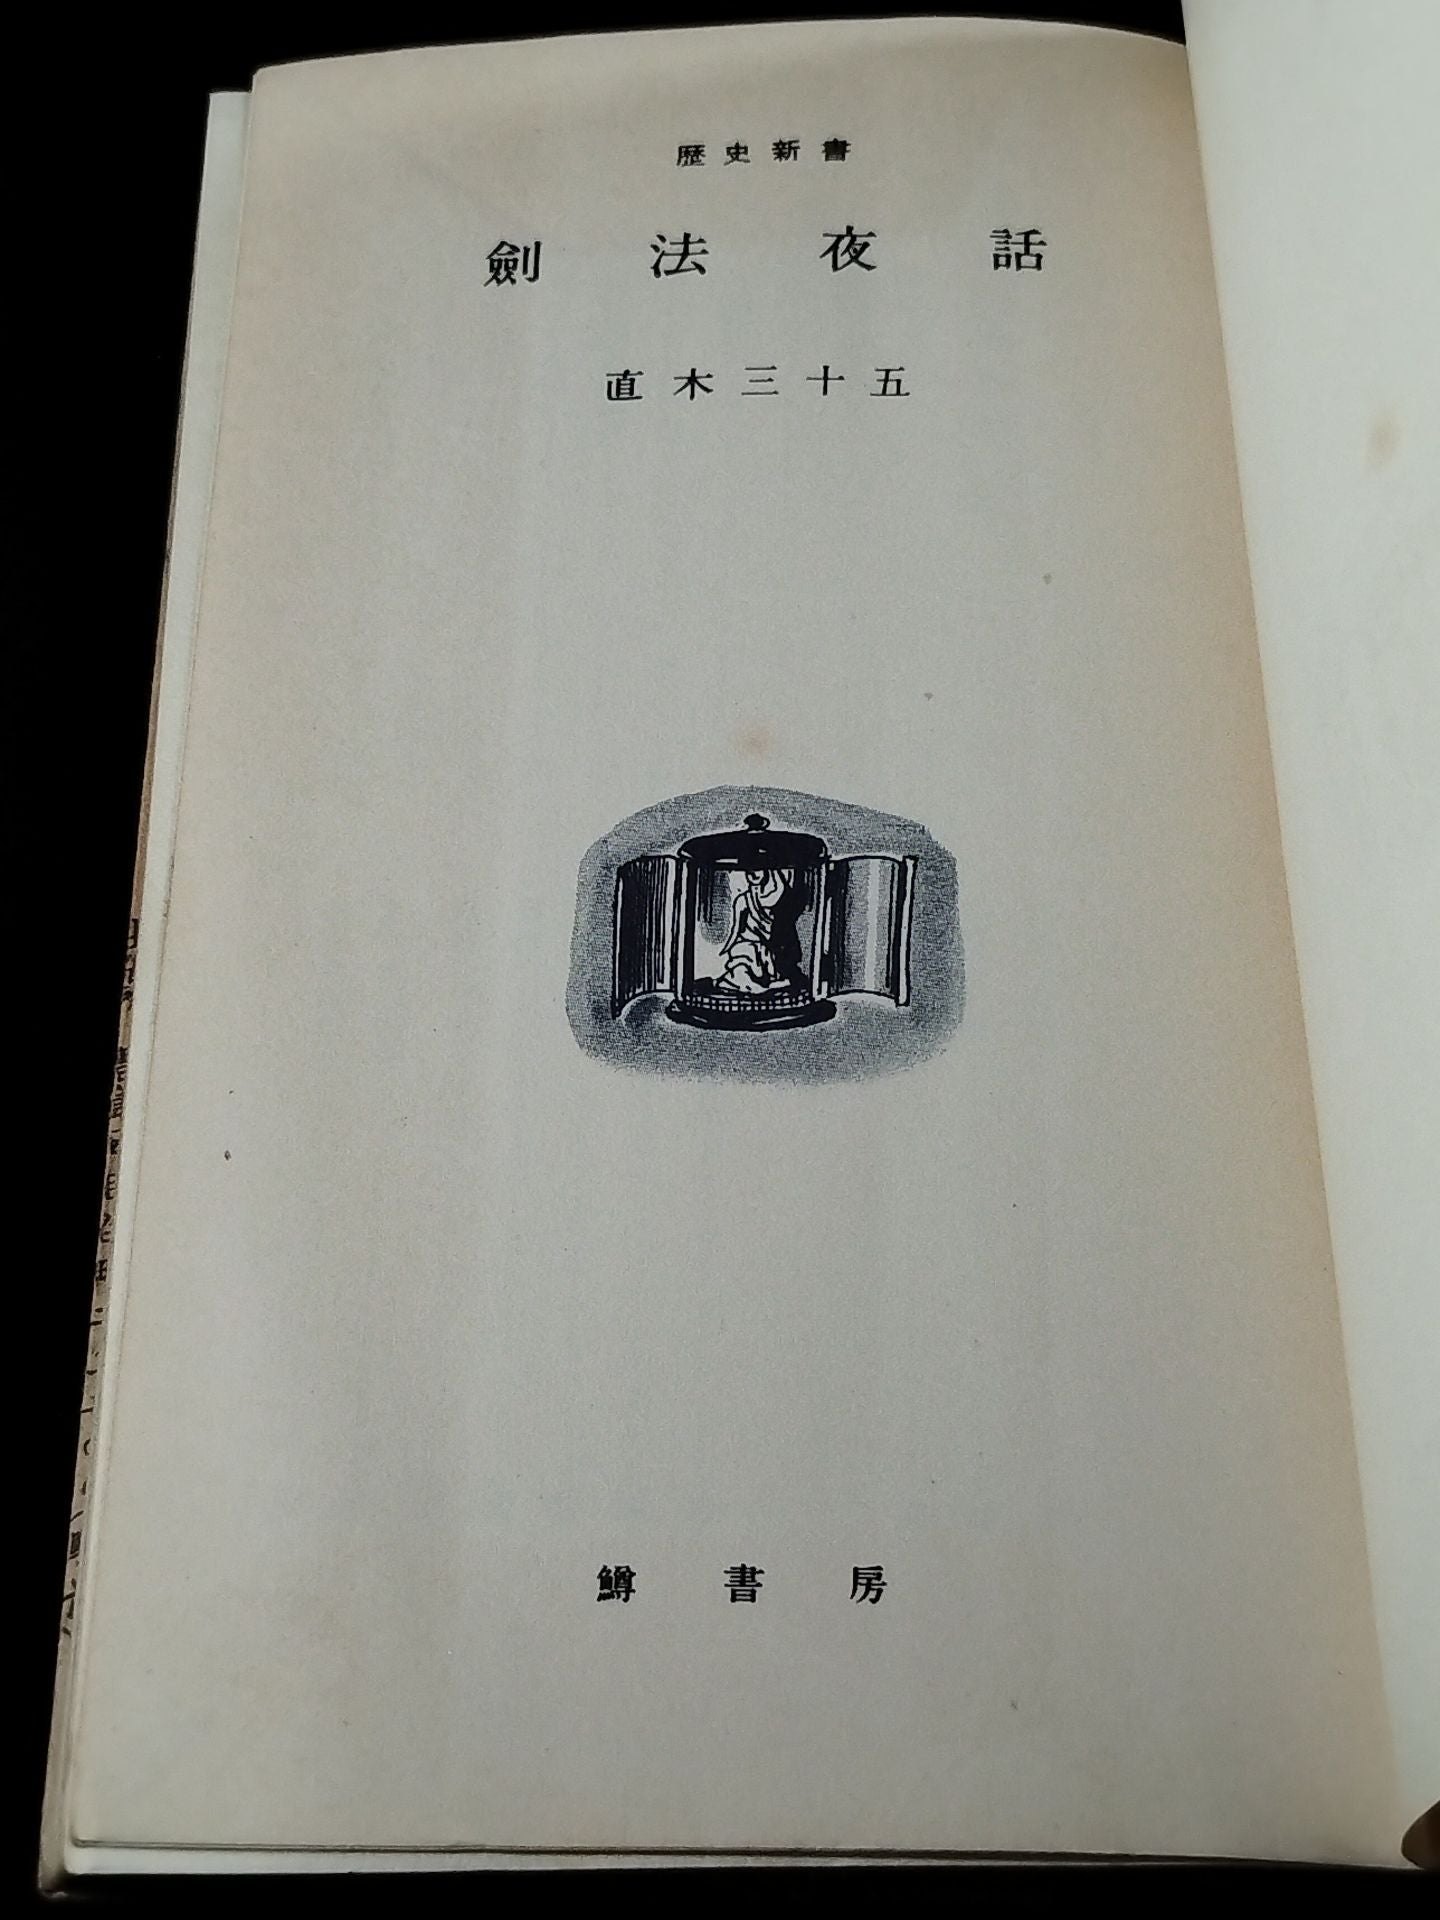 歴史新書
劍法夜話
直木三十五
鱒書房